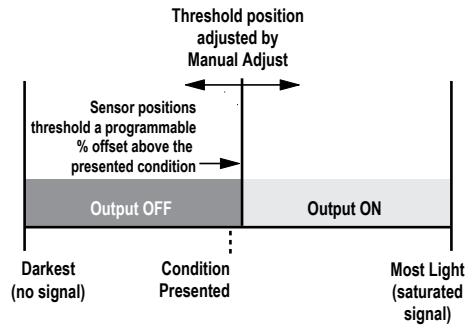 Threshold position
adjusted by
Manual Adjust
Sensor positions
threshold a programmable
% offset above the
presented condition
Output OFF
Output ON
Darkest
(no signal)
Condition
Presented
Most Light
(saturated
signal)